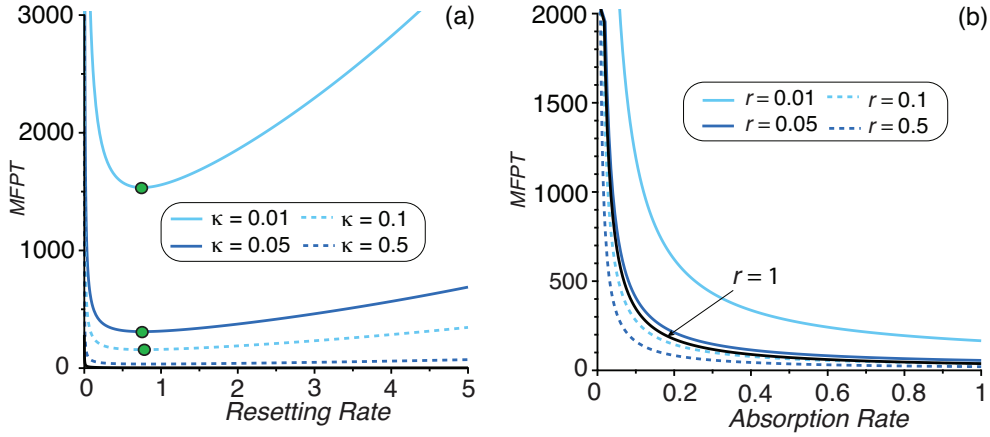 (a)
3000
2000
1000
0
MFPT
κ = 0.01 κ = 0.1
κ = 0.05 κ = 0.5
0 1 2 3 4 5
Resetting Rate
(b)
2000
1500
1000
500
0
MFPT
r = 0.01 r = 0.1
r = 0.05 r = 0.5
r = 1
0 0.2 0.4 0.6 0.8 1
Absorption Rate